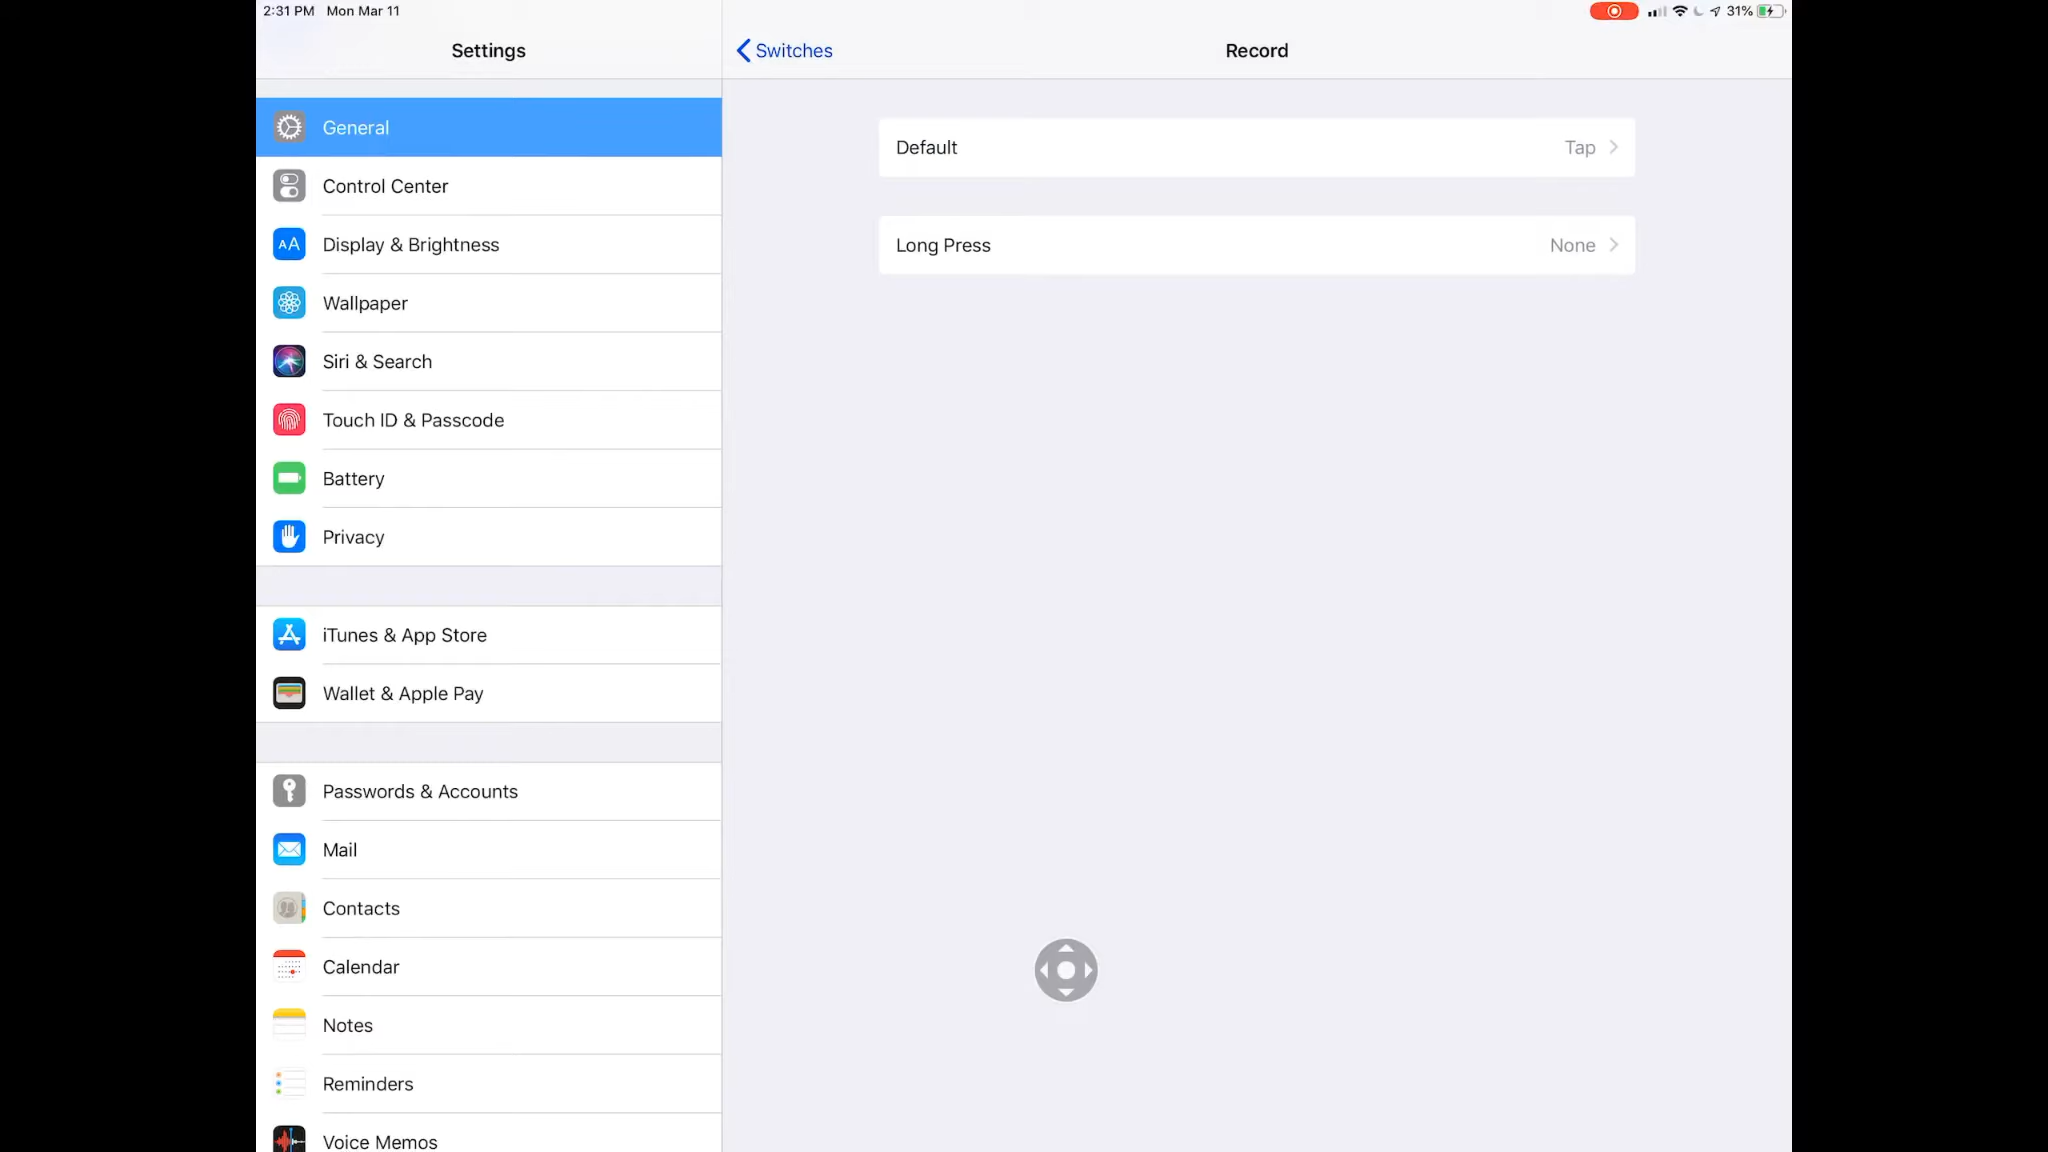 2:31 PM Mon Mar 11
31%
Settings
Switches
Record
General
Control Center
AA Display & Brightness
Wallpaper
Siri & Search
Touch ID & Passcode
Battery
Privacy
iTunes & App Store
Wallet & Apple Pay
Passwords & Accounts
Mail
Contacts
Calendar
Notes
Reminders
Voice Memos
Default Tap
Long Press None